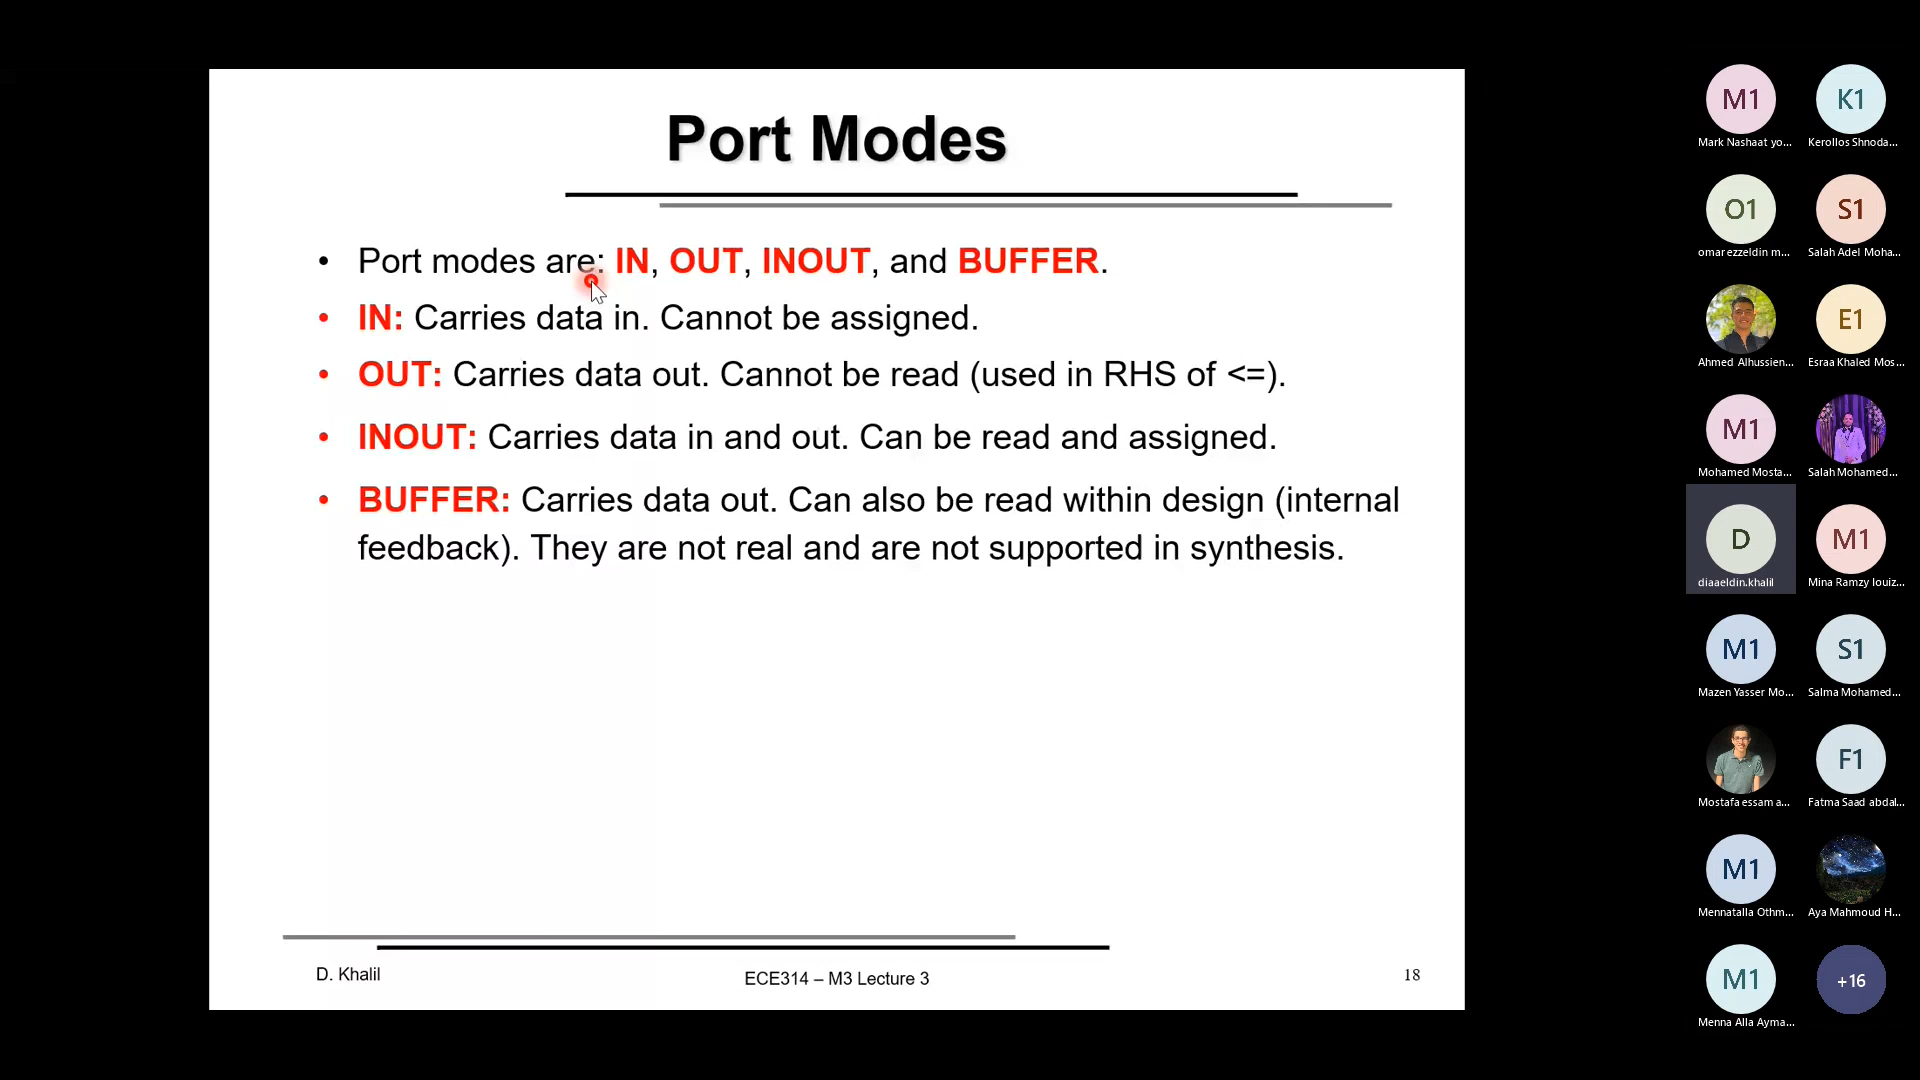 Port Modes
• Port modes are: IN, OUT, INOUT, and BUFFER.
• IN: Carries data in. Cannot be assigned.
• OUT: Carries data out. Cannot be read (used in RHS of <=).
• INOUT: Carries data in and out. Can be read and assigned.
• BUFFER: Carries data out. Can also be read within design (internal
feedback). They are not real and are not supported in synthesis.
D. Khalil
ECE314 – M3 Lecture 3
18
M1
Mark Nashaat yo...
K1
Kerollos Shnoda...
O1
omar ezzeldin m...
S1
Salah Adel Moha...
Ahmed Alhussien...
E1
Esraa Khaled Mos...
M1
Mohamed Mosta...
Salah Mohamed...
D
diaaeldin.khalil
M1
Mina Ramzy louiz...
M1
Mazen Yasser Mo...
S1
Salma Mohamed...
Mostafa essam a...
F1
Fatma Saad abdal...
M1
Mennatalla Othm...
Aya Mahmoud H...
M1
Menna Alla Ayma...
+16